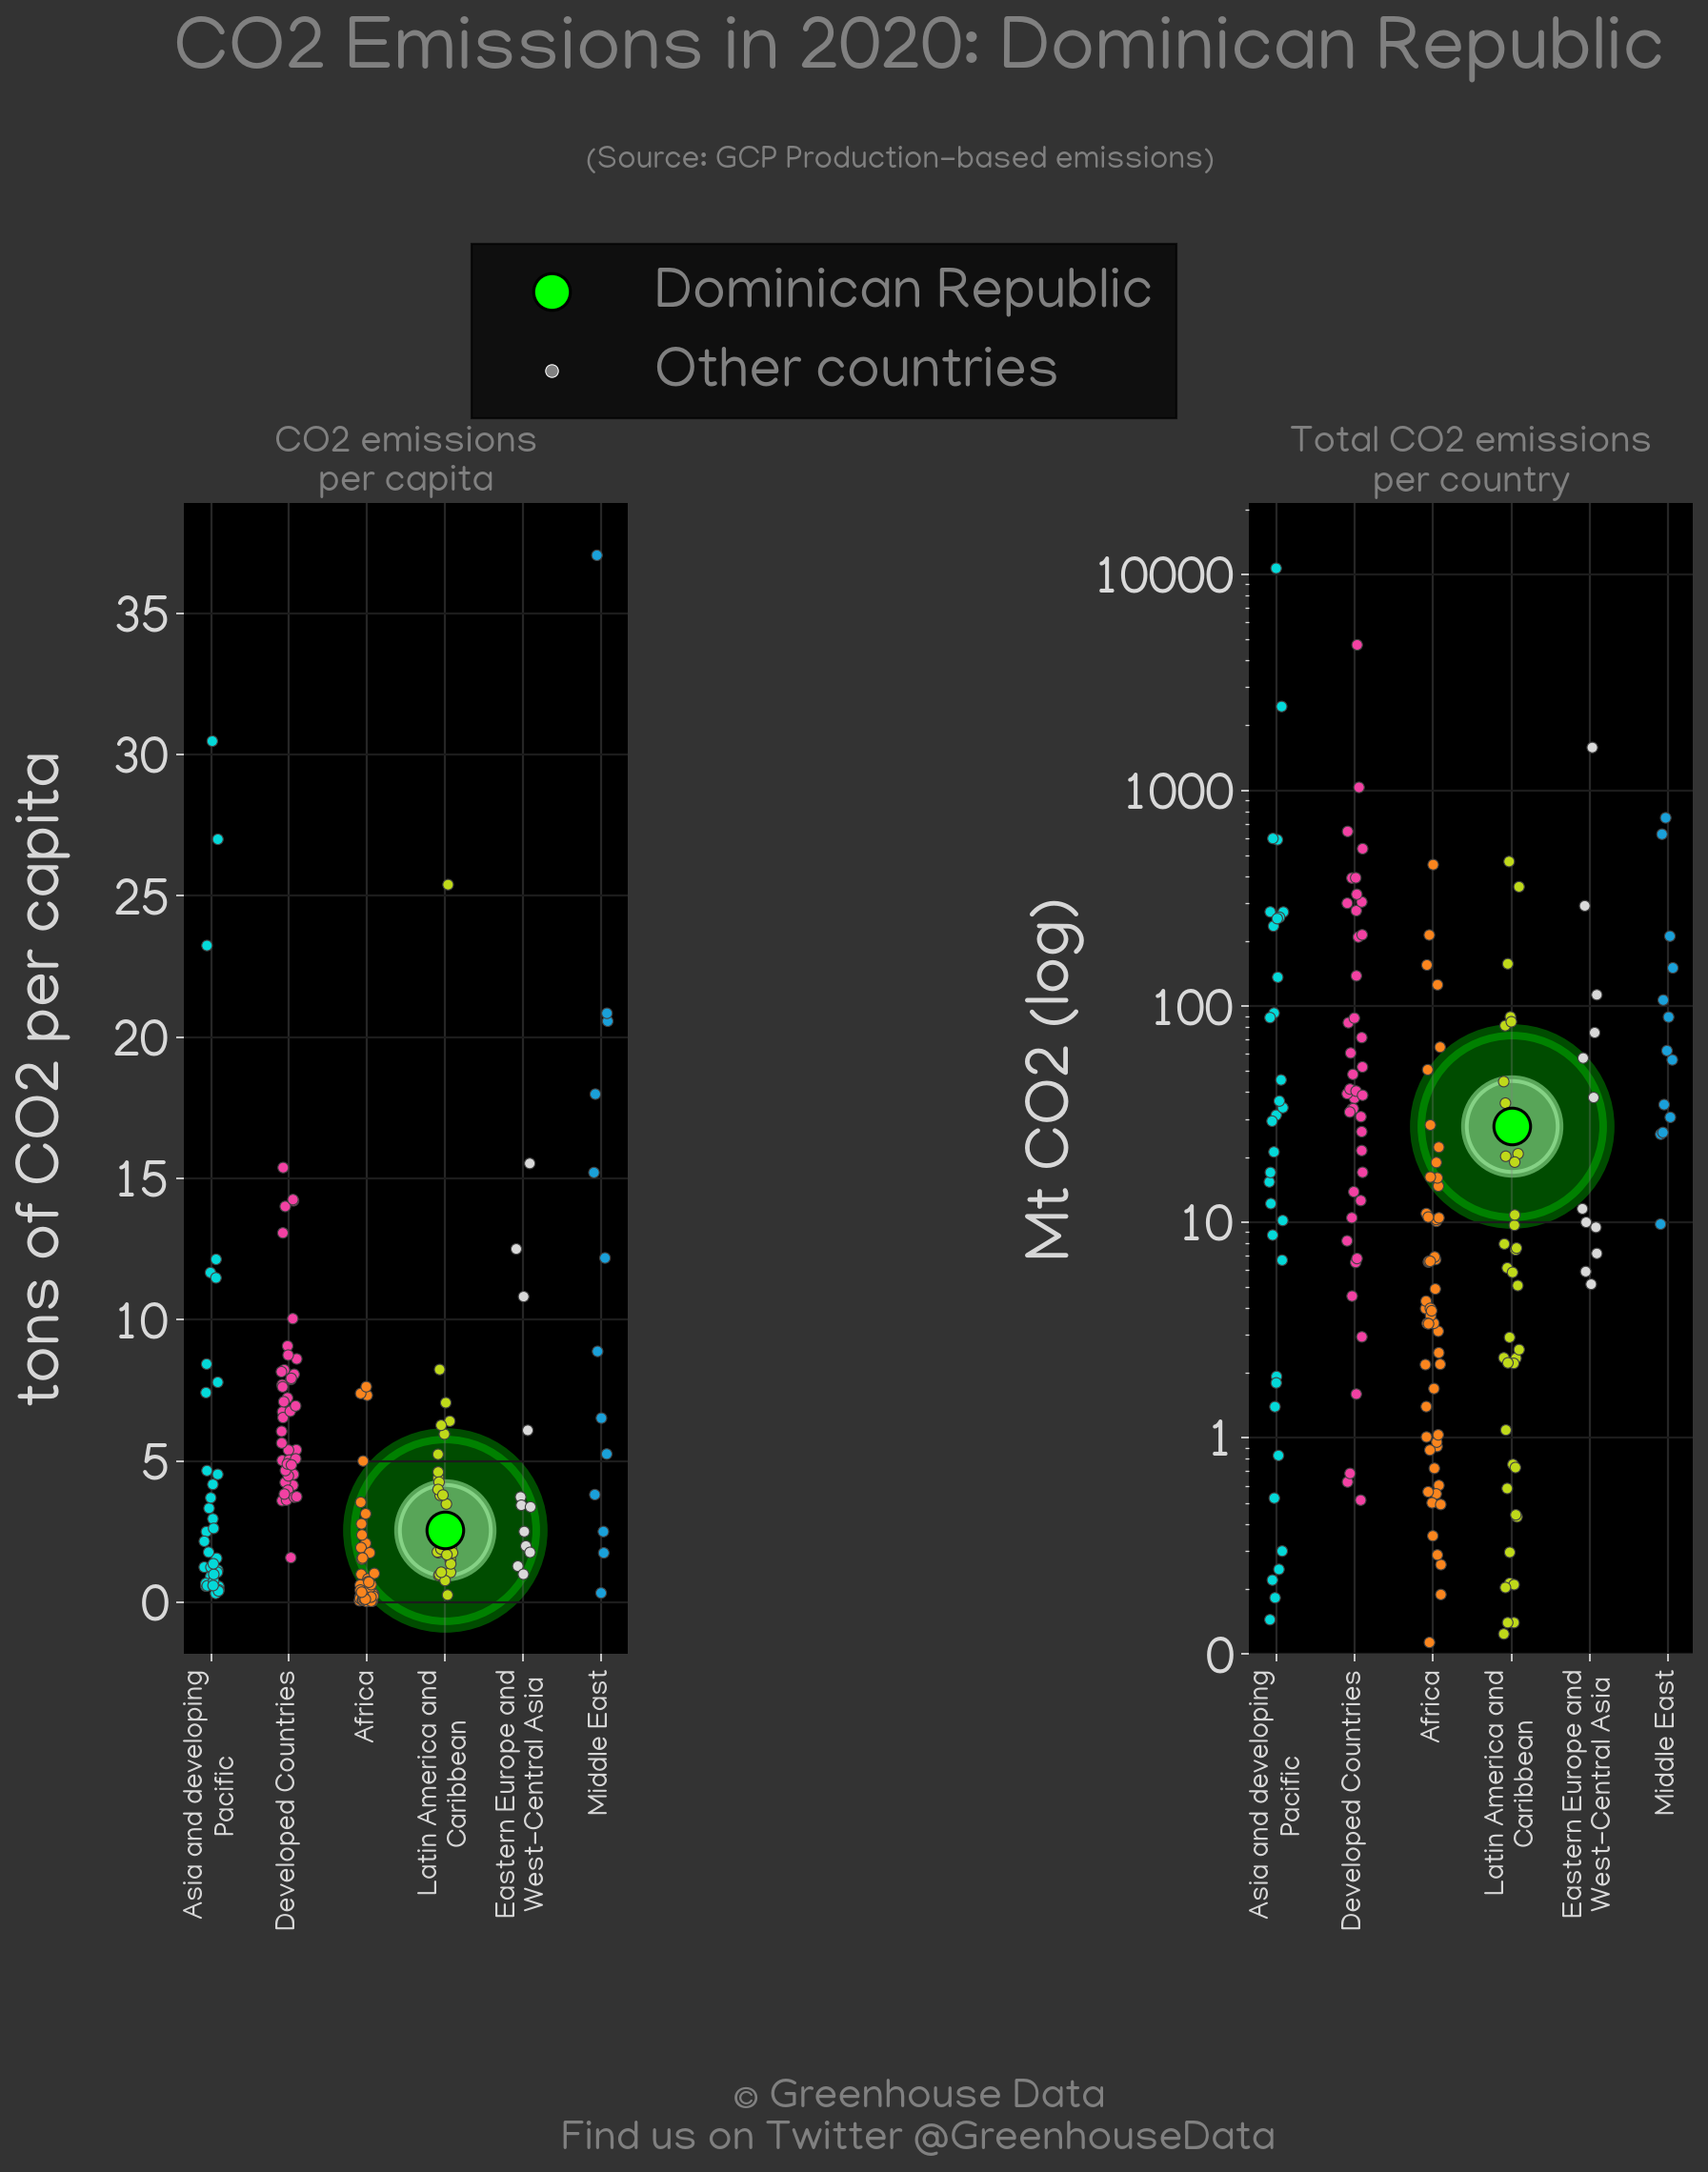 CO2 Emissions in 2020: Dominican Republic
(Source: GCP Production-based emissions)
Dominican Republic
Other countries
CO2 emissions
per capita
tons of CO2 per capita
35
30
25
20
15
10
5
0
Asia and developing
Pacific
Developed Countries
Africa
Latin America and
Caribbean
Eastern Europe and
West-Central Asia
Middle East
Total CO2 emissions
per country
Mt CO2 (log)
10000
1000
100
10
1
0
Asia and developing
Pacific
Developed Countries
Africa
Latin America and
Caribbean
Eastern Europe and
West-Central Asia
Middle East
© Greenhouse Data
Find us on Twitter @GreenhouseData